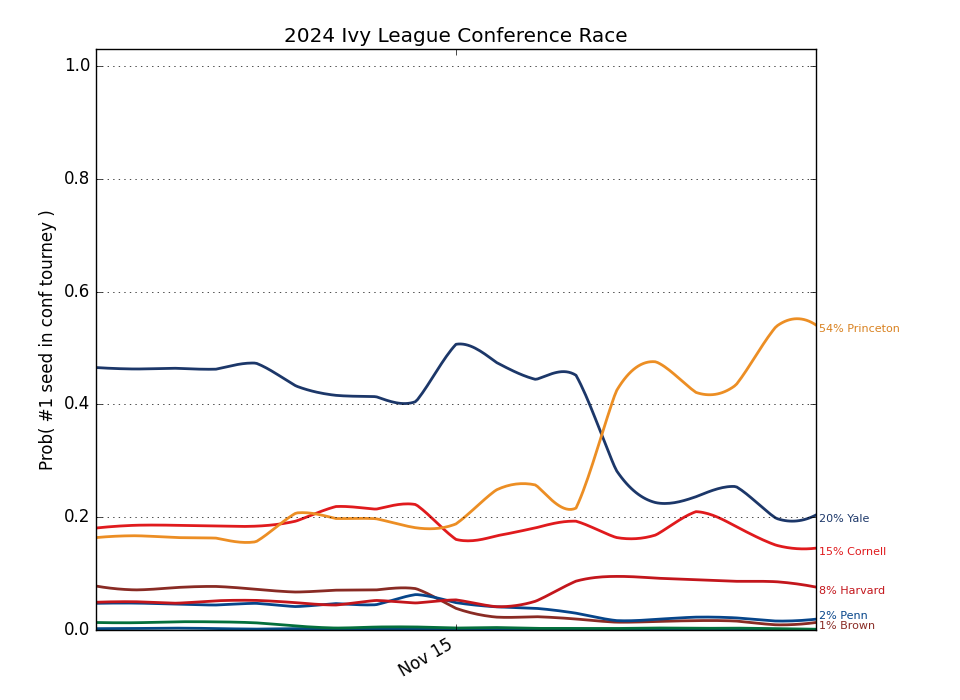 2024 Ivy League Conference Race
Prob( #1 seed in conf tourney )
1.0
0.8
0.6
0.4
0.2
0.0
Nov 15
54% Princeton
20% Yale
15% Cornell
8% Harvard
2% Penn
1% Brown